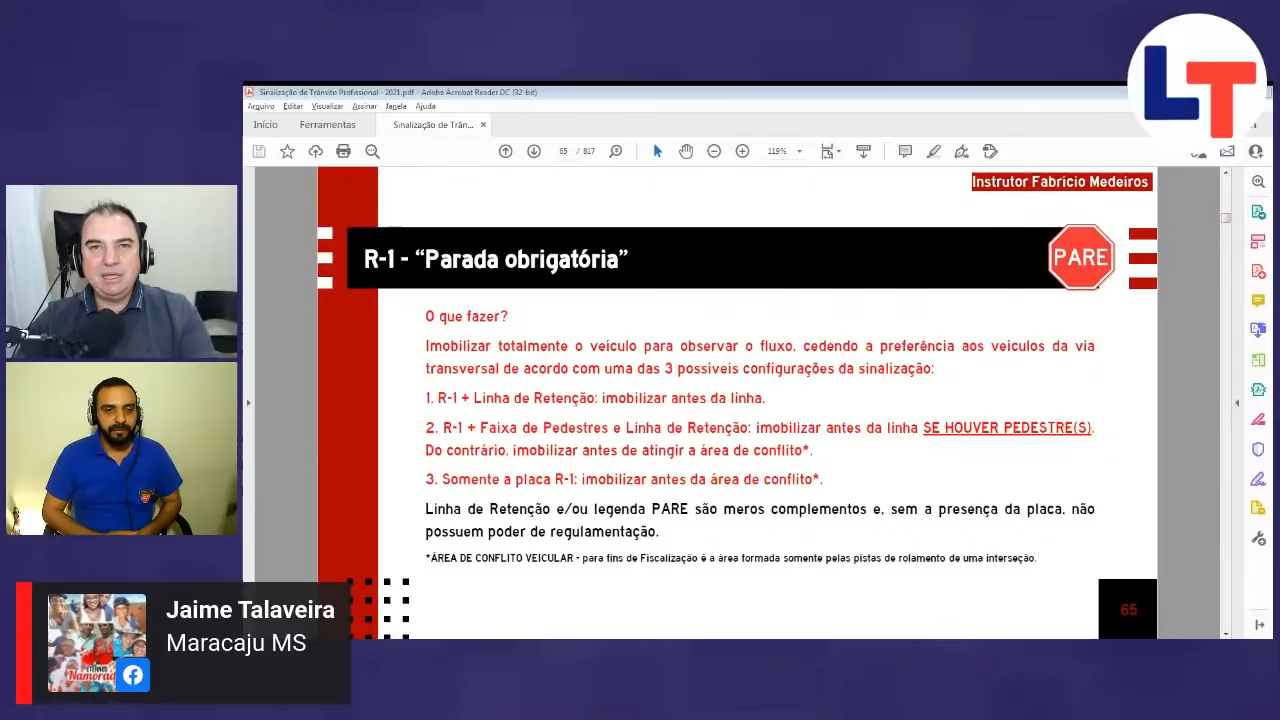 LT
Sinalização de Trânsito Profissional - 2021.pdf - Adobe Acrobat Reader DC (32-bit)
Arquivo Editar Visualizar Assinar Janela Ajuda
Início Ferramentas Sinalização de Trân... ×
65 / 817 119%
Instrutor Fabricio Medeiros
R-1 - “Parada obrigatória” PARE
O que fazer?
Imobilizar totalmente o veículo para observar o fluxo, cedendo a preferência aos veículos da via
transversal de acordo com uma das 3 possíveis configurações da sinalização:
1. R-1 + Linha de Retenção: imobilizar antes da linha.
2. R-1 + Faixa de Pedestres e Linha de Retenção: imobilizar antes da linha SE HOUVER PEDESTRE(S).
Do contrário, imobilizar antes de atingir a área de conflito*.
3. Somente a placa R-1: imobilizar antes da área de conflito*.
Linha de Retenção e/ou legenda PARE são meros complementos e, sem a presença da placa, não
possuem poder de regulamentação.
*ÁREA DE CONFLITO VEICULAR - para fins de Fiscalização é a área formada somente pelas pistas de rolamento de uma interseção.
65
Jaime Talaveira
Maracaju MS
ETERNOS
Namorad